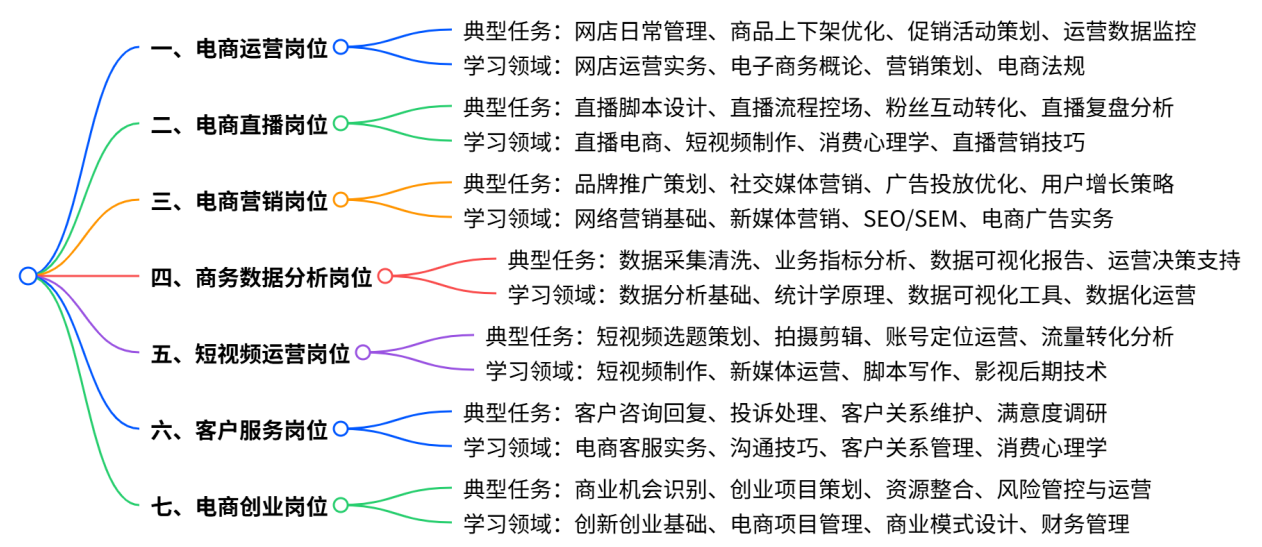 一、电商运营岗位
典型任务：网店日常管理、商品上下架优化、促销活动策划、运营数据监控
学习领域：网店运营实务、电子商务概论、营销策划、电商法规
二、电商直播岗位
典型任务：直播脚本设计、直播流程控场、粉丝互动转化、直播复盘分析
学习领域：直播电商、短视频制作、消费心理学、直播营销技巧
三、电商营销岗位
典型任务：品牌推广策划、社交媒体营销、广告投放优化、用户增长策略
学习领域：网络营销基础、新媒体营销、SEO/SEM、电商广告实务
四、商务数据分析岗位
典型任务：数据采集清洗、业务指标分析、数据可视化报告、运营决策支持
学习领域：数据分析基础、统计学原理、数据可视化工具、数据化运营
五、短视频运营岗位
典型任务：短视频选题策划、拍摄剪辑、账号定位运营、流量转化分析
学习领域：短视频制作、新媒体运营、脚本写作、影视后期技术
六、客户服务岗位
典型任务：客户咨询回复、投诉处理、客户关系维护、满意度调研
学习领域：电商客服实务、沟通技巧、客户关系管理、消费心理学
七、电商创业岗位
典型任务：商业机会识别、创业项目策划、资源整合、风险管控与运营
学习领域：创新创业基础、电商项目管理、商业模式设计、财务管理